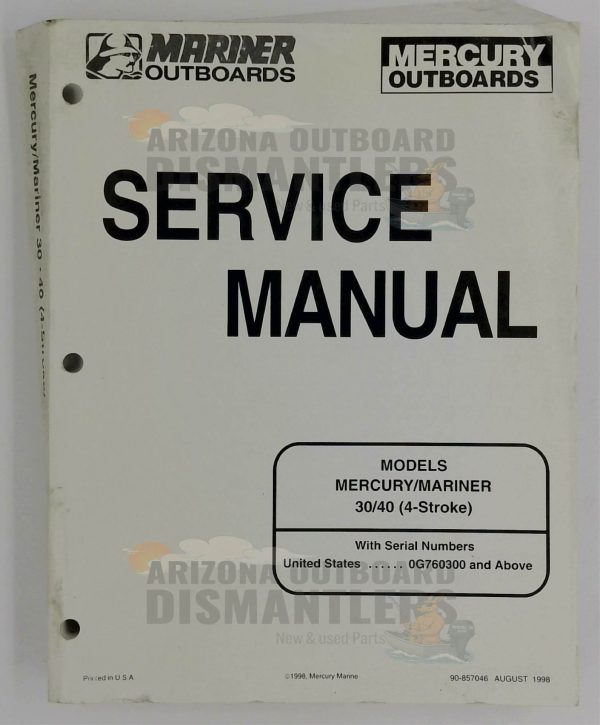 MARINER
OUTBOARDS
MERCURY
OUTBOARDS
Mercury/Mariner 30 - 40 (4-Stroke)
ARIZONA OUTBOARD
DISMANTLERS
New & used Parts
SERVICE
MANUAL
MODELS
MERCURY/MARINER
30/40 (4-Stroke)
With Serial Numbers
United States ...... 0G760300 and Above
ARIZONA OUTBOARD
DISMANTLERS
New & used Parts
Printed in U.S.A.
©1998, Mercury Marine
90-857046 AUGUST 1998